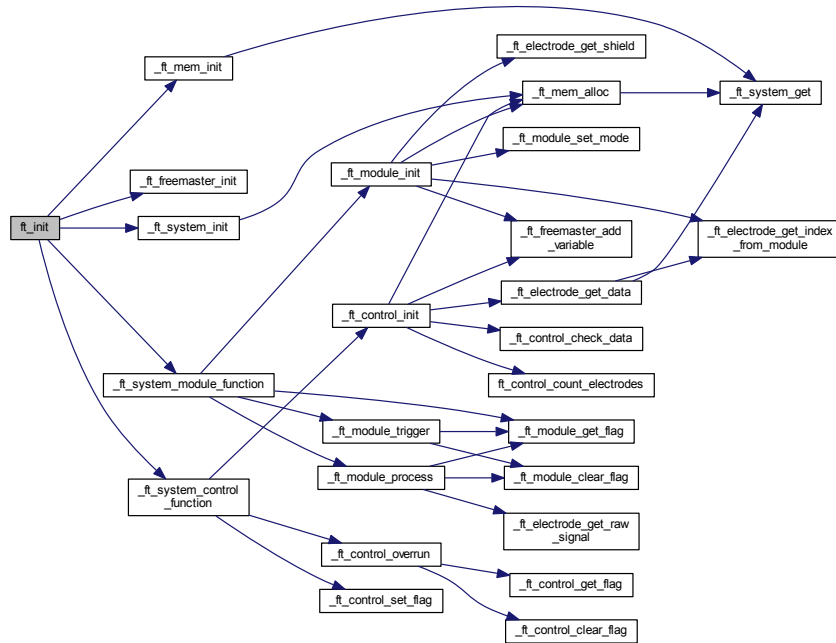 _ft_electrode_get_shield
_ft_mem_init
_ft_mem_alloc
_ft_system_get
_ft_module_set_mode
_ft_module_init
_ft_freemaster_init
ft_init
_ft_system_init
_ft_freemaster_add
_variable
_ft_electrode_get_index
_from_module
_ft_electrode_get_data
_ft_control_init
_ft_control_check_data
_ft_system_module_function
ft_control_count_electrodes
_ft_module_trigger
_ft_module_get_flag
_ft_module_process
_ft_module_clear_flag
_ft_system_control
_function
_ft_electrode_get_raw
_signal
_ft_control_overrun
_ft_control_get_flag
_ft_control_set_flag
_ft_control_clear_flag